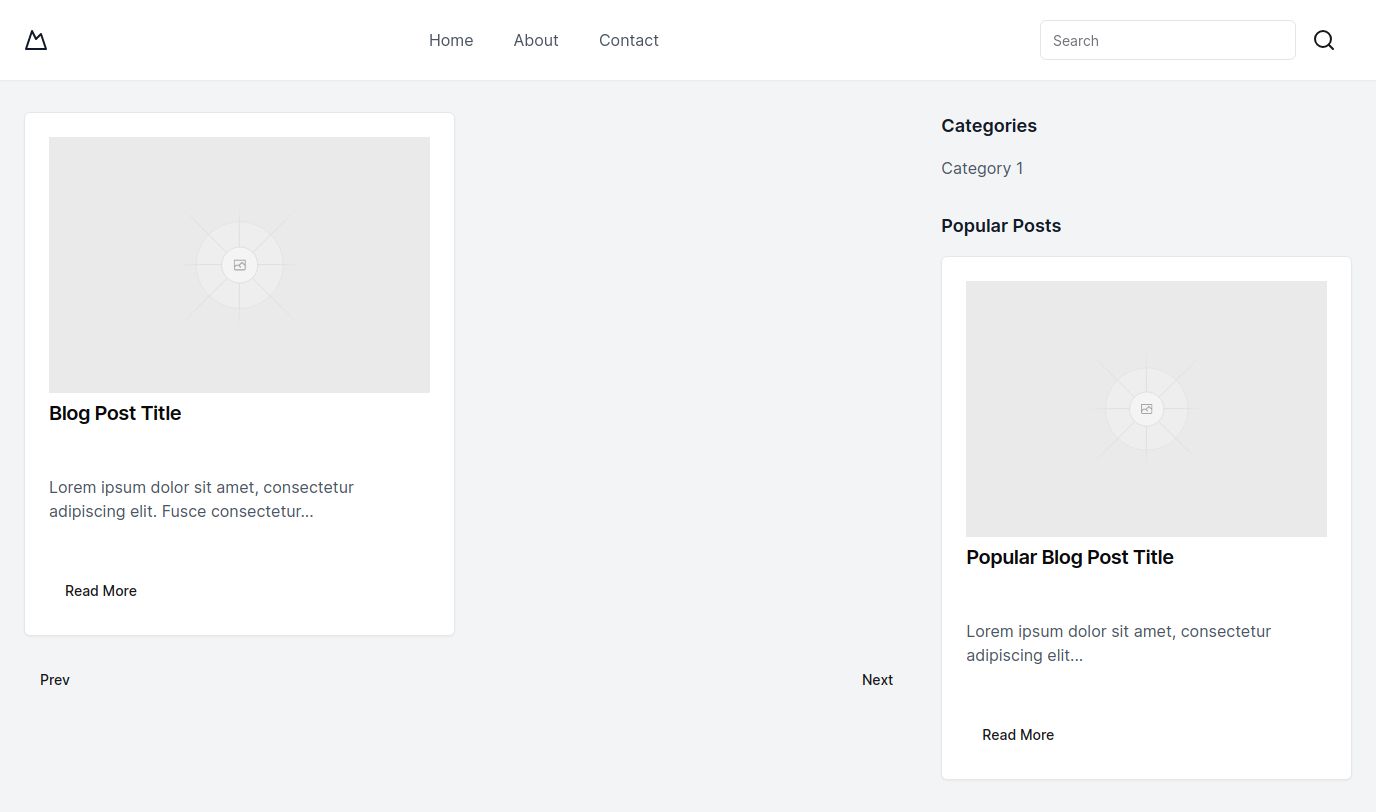 Home
About
Contact
Search
Blog Post Title
Lorem ipsum dolor sit amet, consectetur
adipiscing elit. Fusce consectetur...
Read More
Prev
Next
Categories
Category 1
Popular Posts
Popular Blog Post Title
Lorem ipsum dolor sit amet, consectetur
adipiscing elit...
Read More